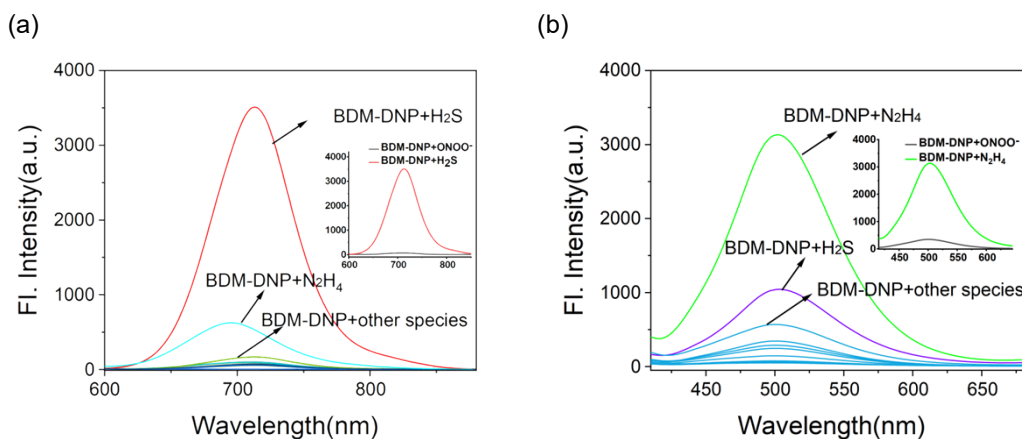 (a)
4000
3000
2000
1000
0
600
700
800
Fl. Intensity(a.u.)
Wavelength(nm)
BDM-DNP+H2S
BDM-DNP+N2H4
BDM-DNP+other species
BDM-DNP+ONOO-
BDM-DNP+H2S
4000
3000
2000
1000
0
600
700
800
(b)
4000
3000
2000
1000
0
450
500
550
600
650
Fl. Intensity(a.u.)
Wavelength(nm)
BDM-DNP+N2H4
BDM-DNP+H2S
BDM-DNP+other species
BDM-DNP+ONOO-
BDM-DNP+N2H4
4000
3000
2000
1000
0
450
500
550
600